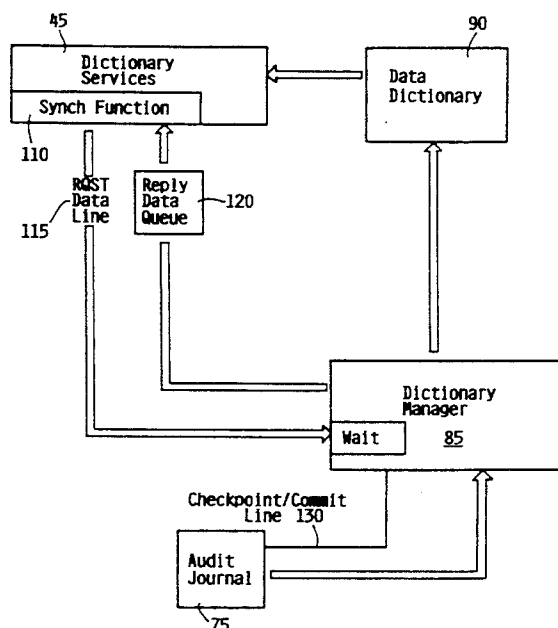 45
90
Dictionary
Services
Synch Function
Data
Dictionary
110
RQST
Data
Line
115
Reply
Data
Queue
120
Dictionary
Manager
Wait
85
Checkpoint/Commit
Line 130
Audit
Journal
75